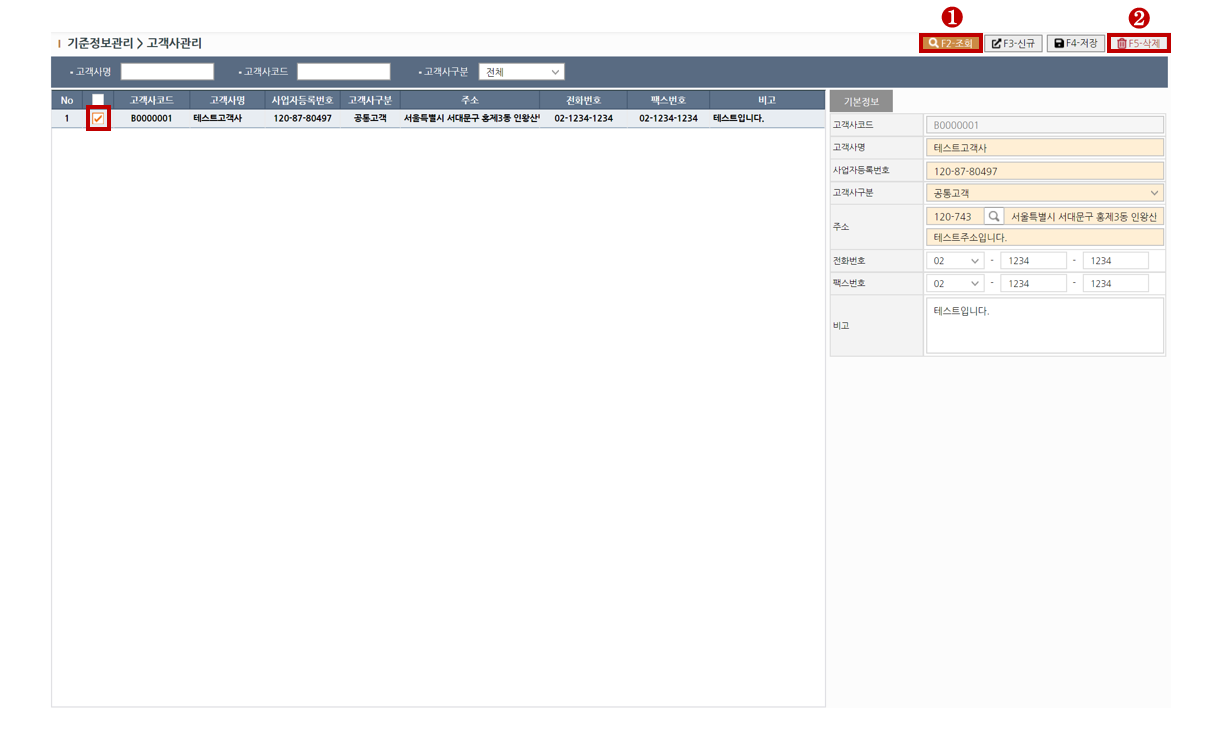 ❶ ❷
기준정보관리 > 고객사관리 F2-조회 F3-신규 F4-저장 F5-삭제
• 고객사명 • 고객사코드 • 고객사구분 전체
No 고객사코드 고객사명 사업자등록번호 고객사구분 주소 전화번호 팩스번호 비고
1 B0000001 테스트고객사 120-87-80497 공통고객 서울특별시 서대문구 홍제3동 인왕산 02-1234-1234 02-1234-1234 테스트입니다.
기본정보
고객사코드 B0000001
고객사명 테스트고객사
사업자등록번호 120-87-80497
고객사구분 공통고객
주소 120-743 서울특별시 서대문구 홍제3동 인왕산
테스트주소입니다.
전화번호 02 - 1234 - 1234
팩스번호 02 - 1234 - 1234
비고 테스트입니다.